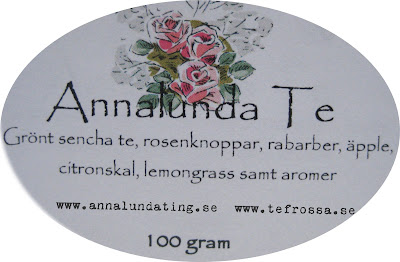 Annalunda Te
Grönt sencha te, rosenknoppar, rabarber, äpple,
citronskal, lemongrass samt aromer
www.annalundating.se www.tefrossa.se
100 gram